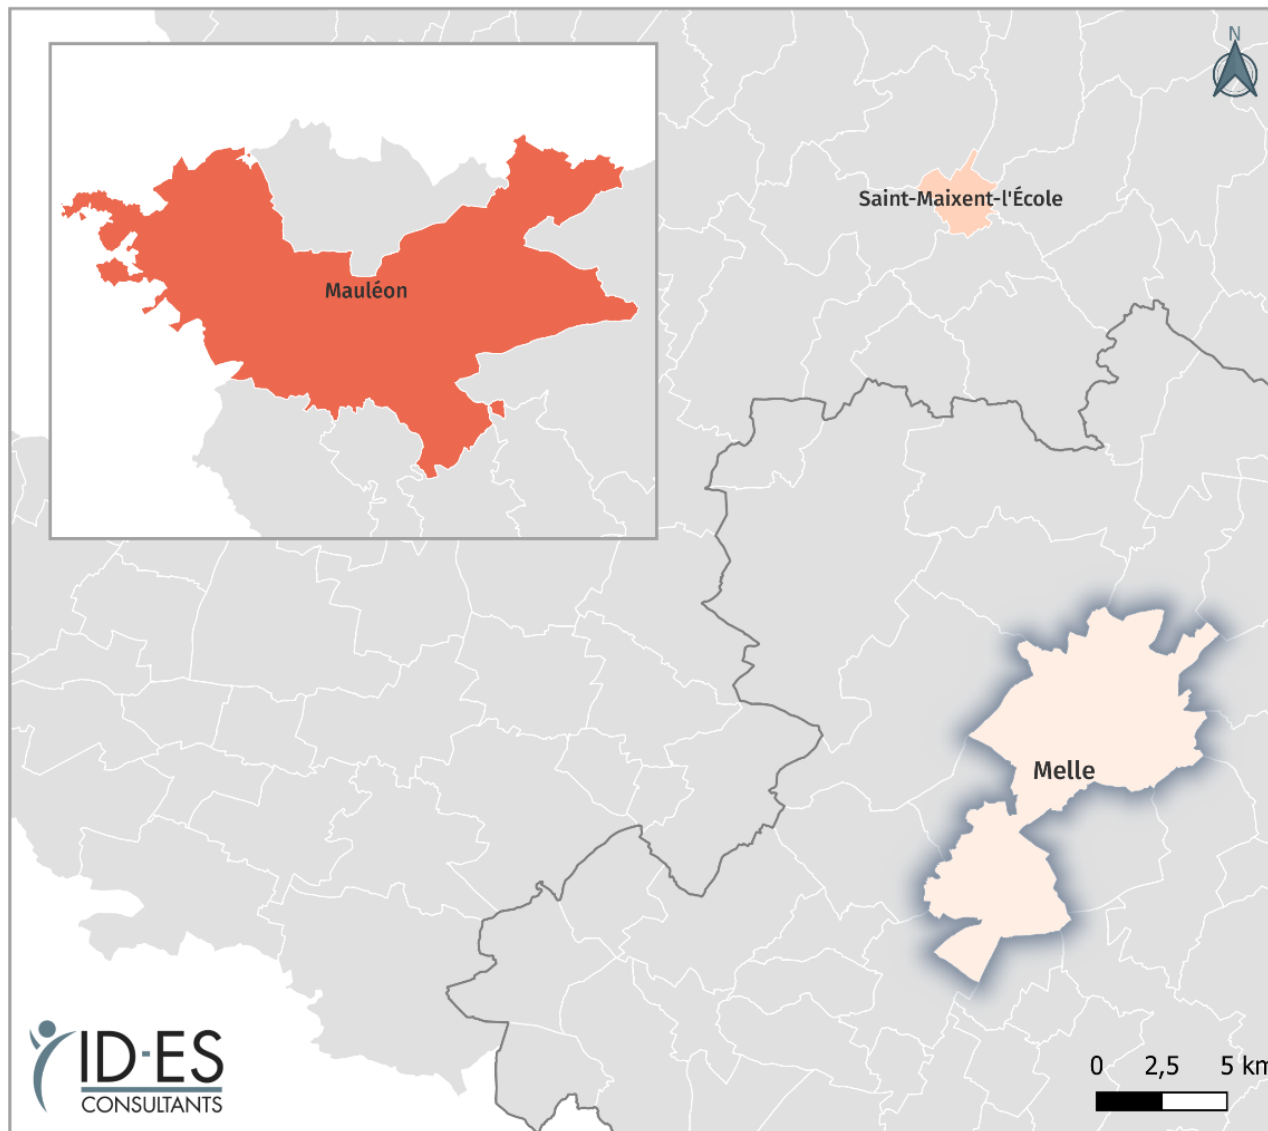 N
Saint-Maixent-l'École
Mauléon
Melle
ID-ES
CONSULTANTS
0 2,5 5 km